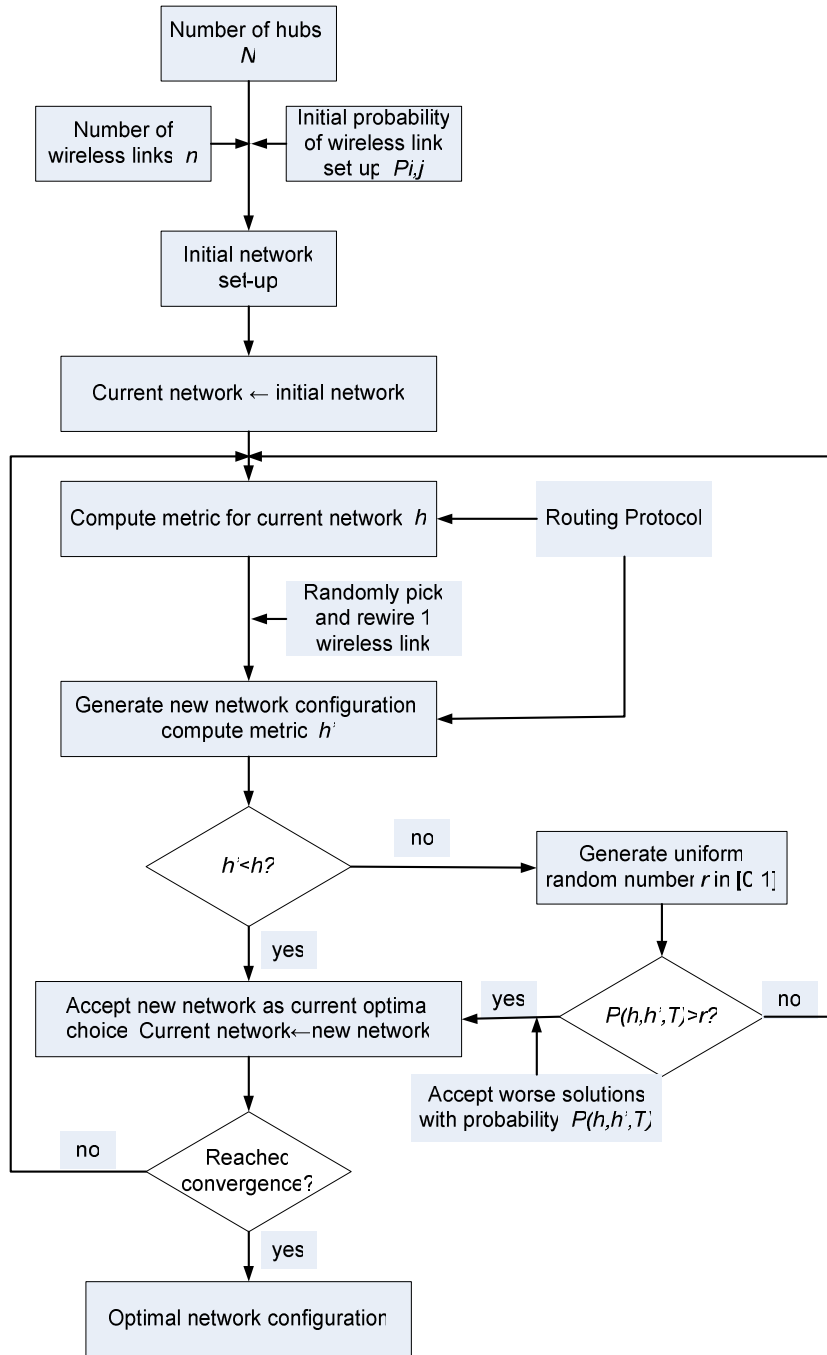 Number of hubs
N
Number of
wireless links n
Initial probability
of wireless link
set up Pi,j
Initial network
set-up
Current network ← initial network
Compute metric for current network h
Routing Protocol
Randomly pick
and rewire 1
wireless link
Generate new network configuration
compute metric h'
h'<h?
no
Generate uniform
random number r in [0 1]
yes
Accept new network as current optima
choice Current network←new network
yes
P(h,h',T)>r?
no
Accept worse solutions
with probability P(h,h',T)
no
Reached
convergence?
yes
Optimal network configuration